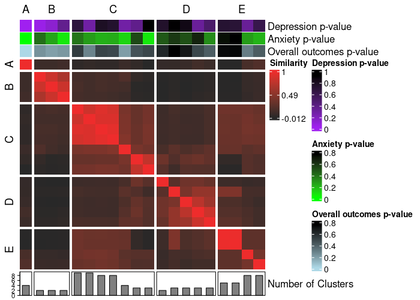 A B C D E
Depression p-value
Anxiety p-value
Overall outcomes p-value
A
B
C
D
E
Similarity
1
0.49
-0.012
Depression p-value
0.8
0.6
0.4
0.2
0
Anxiety p-value
0.8
0.6
0.4
0.2
0
Overall outcomes p-value
0.8
0.6
0.4
0.2
0
Number of Clusters